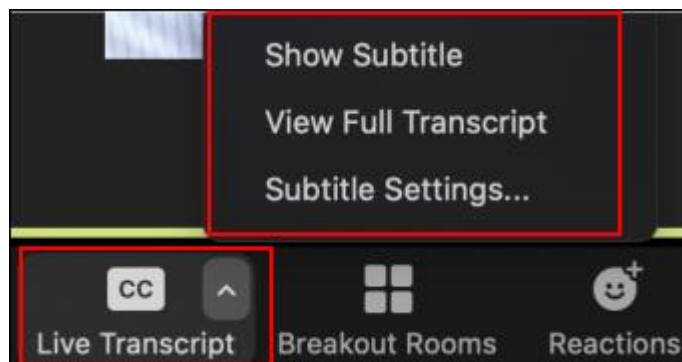 Show Subtitle
View Full Transcript
Subtitle Settings...
CC
Live Transcript
Breakout Rooms
Reactions